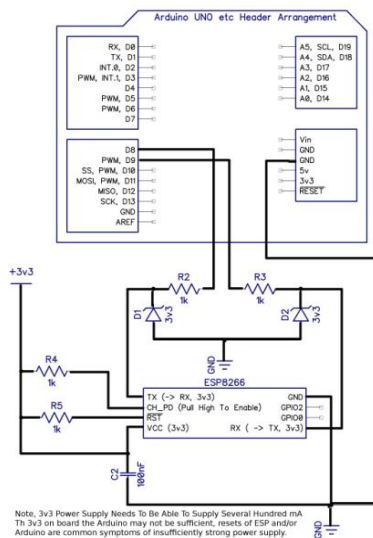 Arduino UNO etc Header Arrangement
RX, D0
TX, D1
INT.0, D2
PWM, INT.1, D3
D4
PWM, D5
PWM, D6
D7
A5, SCL, D19
A4, SDA, D18
A3, D17
A2, D16
A1, D15
A0, D14
D8
PWM, D9
SS, PWM, D10
MOSI, PWM, D11
MISO, D12
SCK, D13
GND
AREF
Vin
GND
GND
5v
3v3
RESET
+3v3
R2
1k
R3
1k
D1
3v3
D2
3v3
GND
R4
1k
R5
1k
ESP8266
TX (-> RX, 3v3)
CH_PD (Pull High To Enable)
RST
VCC (3v3)
GND
GPIO2
GPIO0
RX ( -> TX, 3v3)
C2
100nF
GND
Note, 3v3 Power Supply Needs To Be Able To Supply Several Hundred mA
Th 3v3 on board the Arduino may not be sufficient, resets of ESP and/or
Arduino are common symptoms of insufficiently strong power supply.